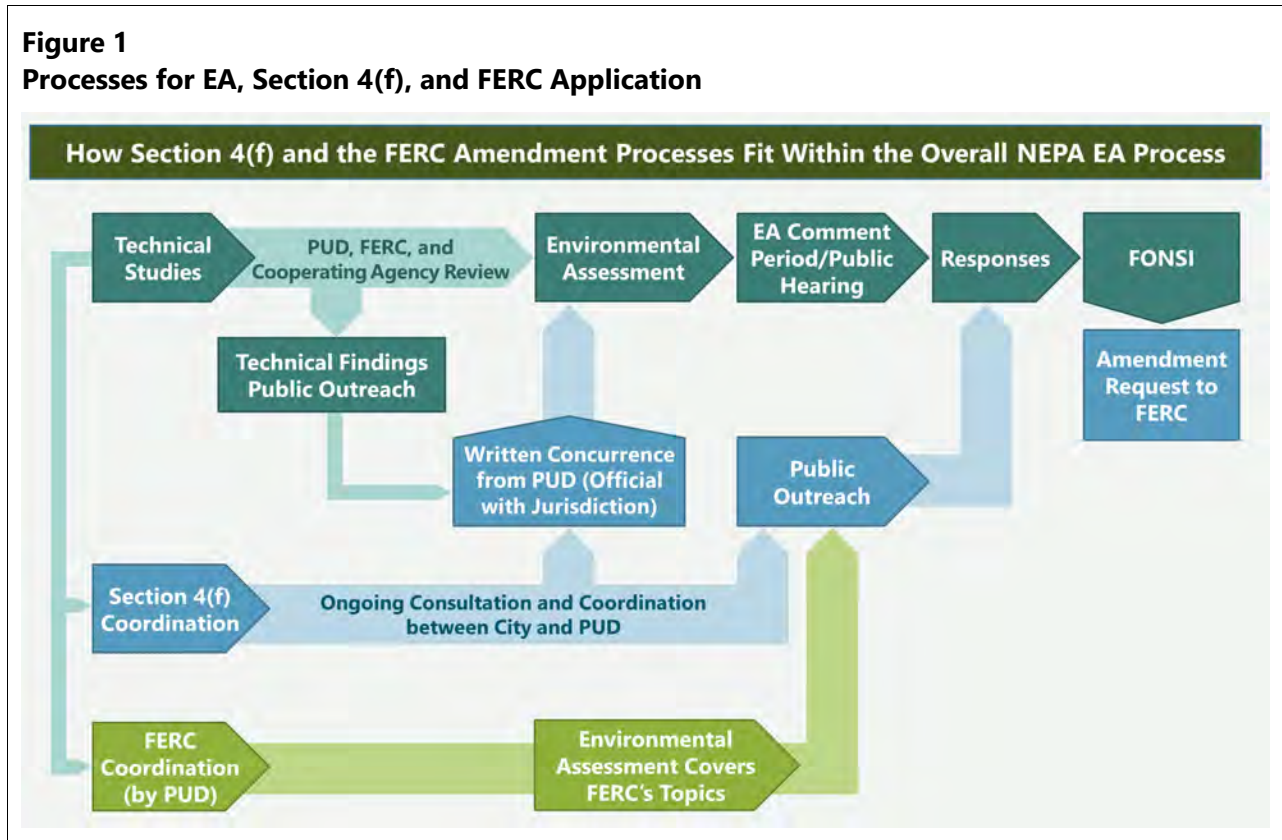 Figure 1
Processes for EA, Section 4(f), and FERC Application
How Section 4(f) and the FERC Amendment Processes Fit Within the Overall NEPA EA Process
Technical
Studies
PUD, FERC, and
Cooperating Agency Review
Environmental
Assessment
EA Comment
Period/Public
Hearing
Responses
FONSI
Technical Findings
Public Outreach
Amendment
Request to
FERC
Written Concurrence
from PUD (Official
with Jurisdiction)
Public
Outreach
Section 4(f)
Coordination
Ongoing Consultation and Coordination
between City and PUD
FERC
Coordination
(by PUD)
Environmental
Assessment Covers
FERC's Topics